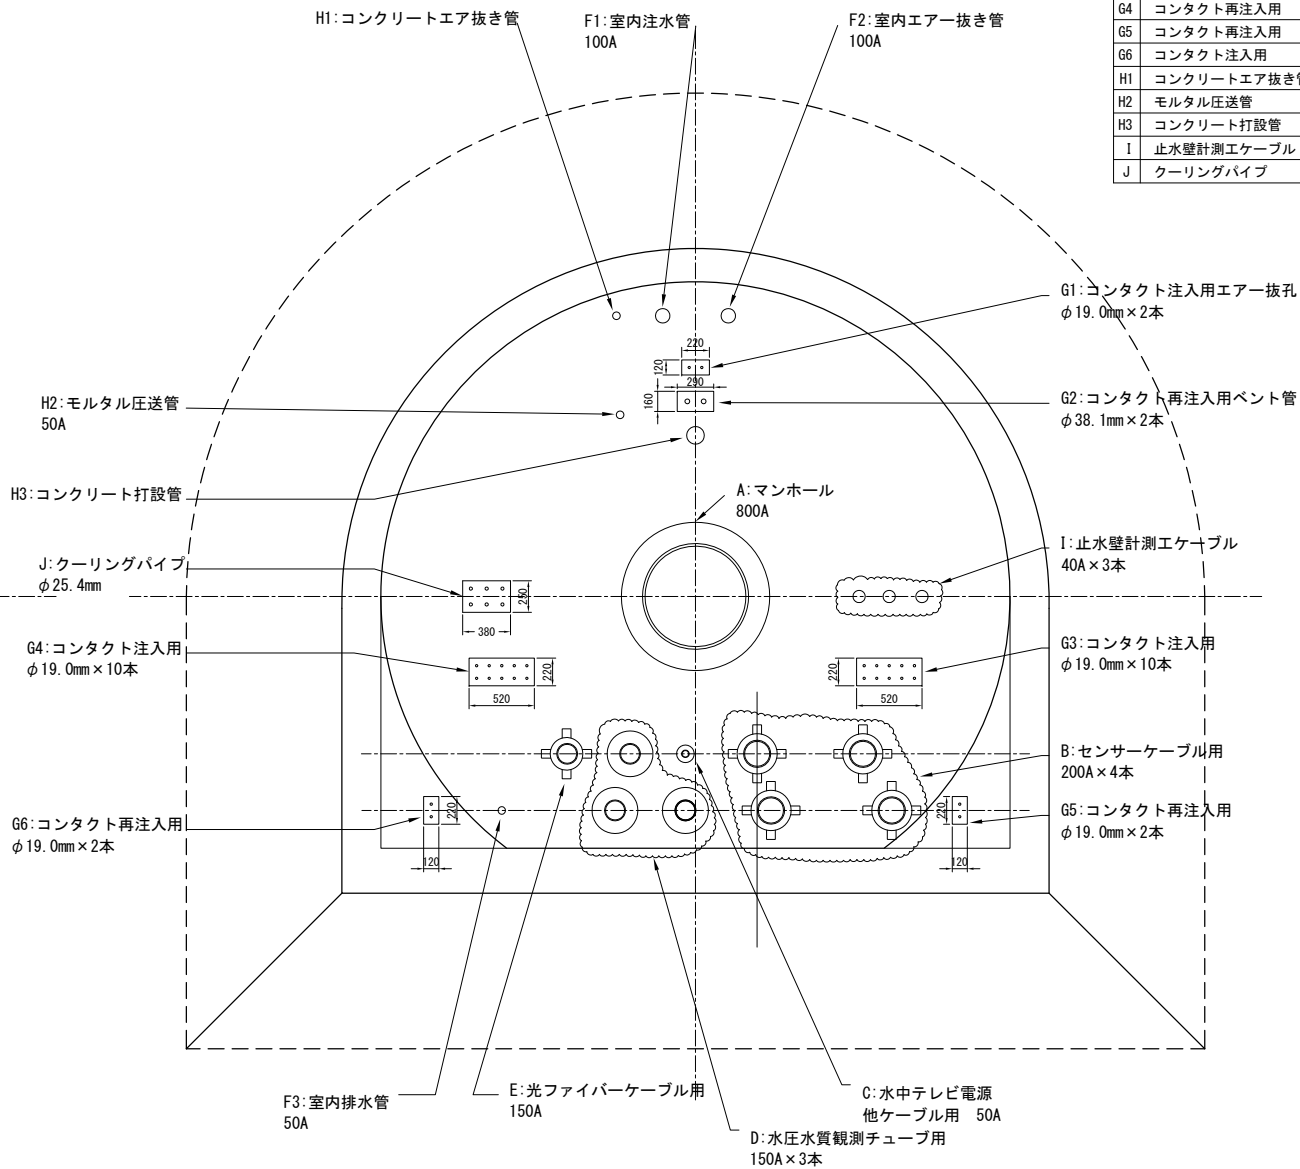 H1:コンクリートエア抜き管
F1:室内注水管
100A
F2:室内エアー抜き管
100A
G4 コンタクト再注入用
G5 コンタクト再注入用
G6 コンタクト注入用
H1 コンクリートエア抜き管
H2 モルタル圧送管
H3 コンクリート打設管
I 止水壁計測エケーブル
J クーリングパイプ
G1:コンタクト注入用エアー抜孔
φ19.0mm×2本
220
120
290
160
H2:モルタル圧送管
50A
G2:コンタクト再注入用ベント管
φ38.1mm×2本
H3:コンクリート打設管
A:マンホール
800A
J:クーリングパイプ
φ25.4mm
250
380
I:止水壁計測エケーブル
40A×3本
G4:コンタクト注入用
φ19.0mm×10本
220
520
220
520
G3:コンタクト注入用
φ19.0mm×10本
B:センサーケーブル用
200A×4本
G6:コンタクト再注入用
φ19.0mm×2本
220
120
220
120
G5:コンタクト再注入用
φ19.0mm×2本
F3:室内排水管
50A
E:光ファイバーケーブル用
150A
C:水中テレビ電源
他ケーブル用 50A
D:水圧水質観測チューブ用
150A×3本